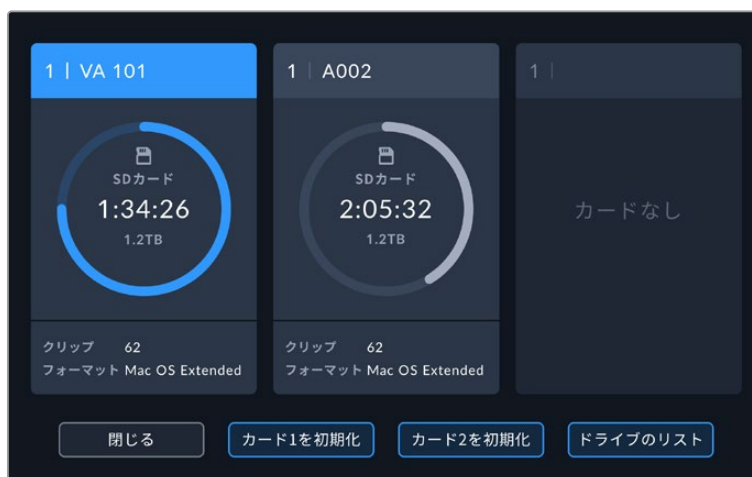 1 | VA 101
SDカード
1:34:26
1.2TB
クリップ 62
フォーマット Mac OS Extended
1 | A002
SDカード
2:05:32
1.2TB
クリップ 62
フォーマット Mac OS Extended
1 |
カードなし
閉じる
カード1を初期化
カード2を初期化
ドライブのリスト